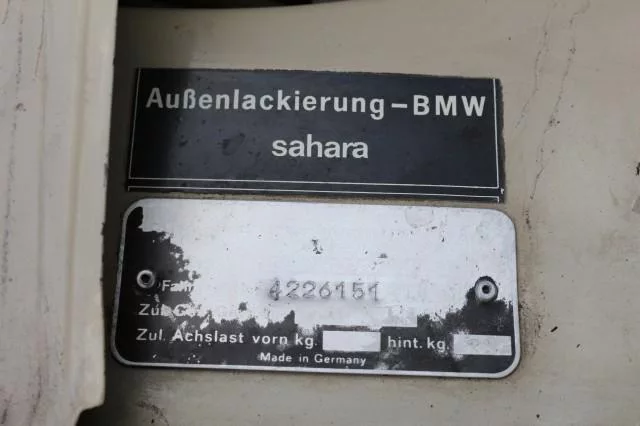 Außenlackierung-BMW
sahara
4226151
Zul. Achslast vorn kg. hint. kg.
Made in Germany